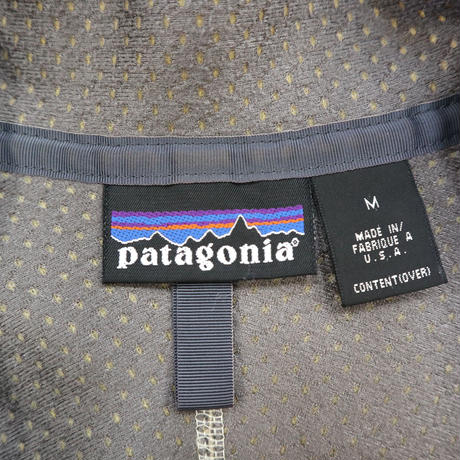 patagonia®
M
MADE IN/
FABRIQUE A
U.S.A.
CONTENT(OVER)